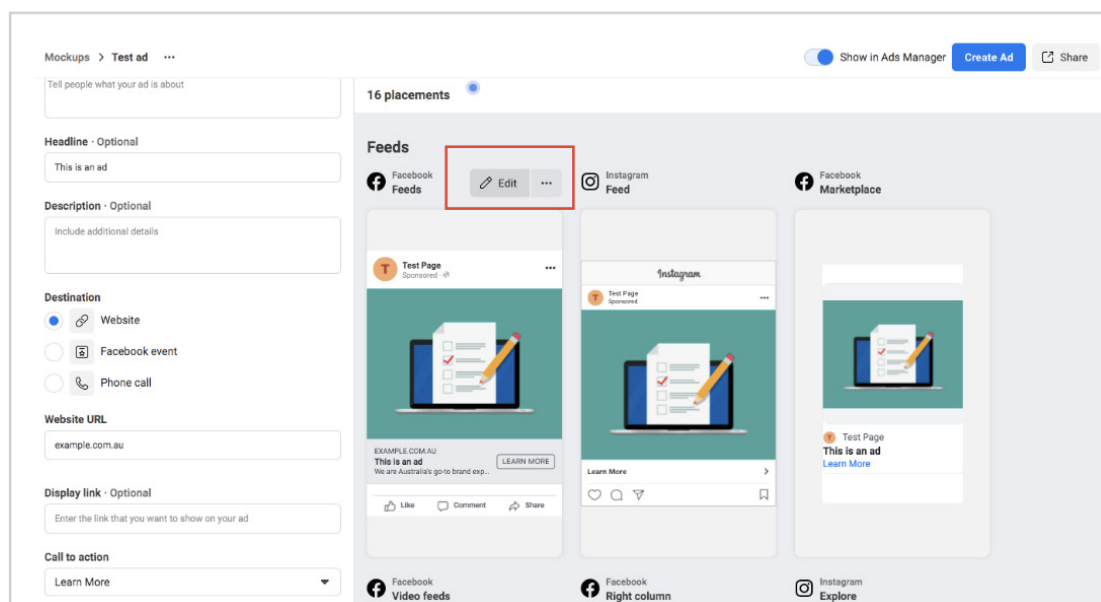 Mockups > Test ad ...
Show in Ads Manager
Create Ad
Share
Tell people what your ad is about
Headline · Optional
This is an ad
Description · Optional
Include additional details
Destination
Website
Facebook event
Phone call
Website URL
example.com.au
Display link · Optional
Enter the link that you want to show on your ad
Call to action
Learn More
16 placements
Feeds
Facebook
Feeds
Edit
...
Instagram
Feed
Facebook
Marketplace
T
Test Page
Sponsored ·
...
EXAMPLE.COM.AU
This is an ad
We are Australia's go-to brand exp...
LEARN MORE
Like
Comment
Share
Instagram
T
Test Page
Sponsored
...
Learn More
T
Test Page
This is an ad
Learn More
Facebook
Video feeds
Facebook
Right column
Instagram
Explore